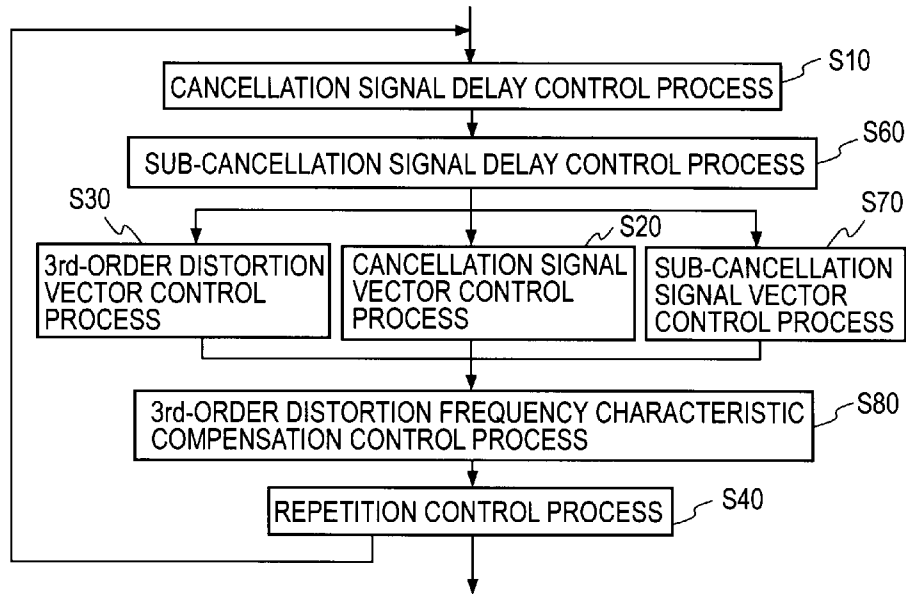 S10
CANCELLATION SIGNAL DELAY CONTROL PROCESS
S60
SUB-CANCELLATION SIGNAL DELAY CONTROL PROCESS
S30
3rd-ORDER DISTORTION
VECTOR CONTROL
PROCESS
S20
CANCELLATION SIGNAL
VECTOR CONTROL
PROCESS
S70
SUB-CANCELLATION
SIGNAL VECTOR
CONTROL PROCESS
S80
3rd-ORDER DISTORTION FREQUENCY CHARACTERISTIC
COMPENSATION CONTROL PROCESS
S40
REPETITION CONTROL PROCESS